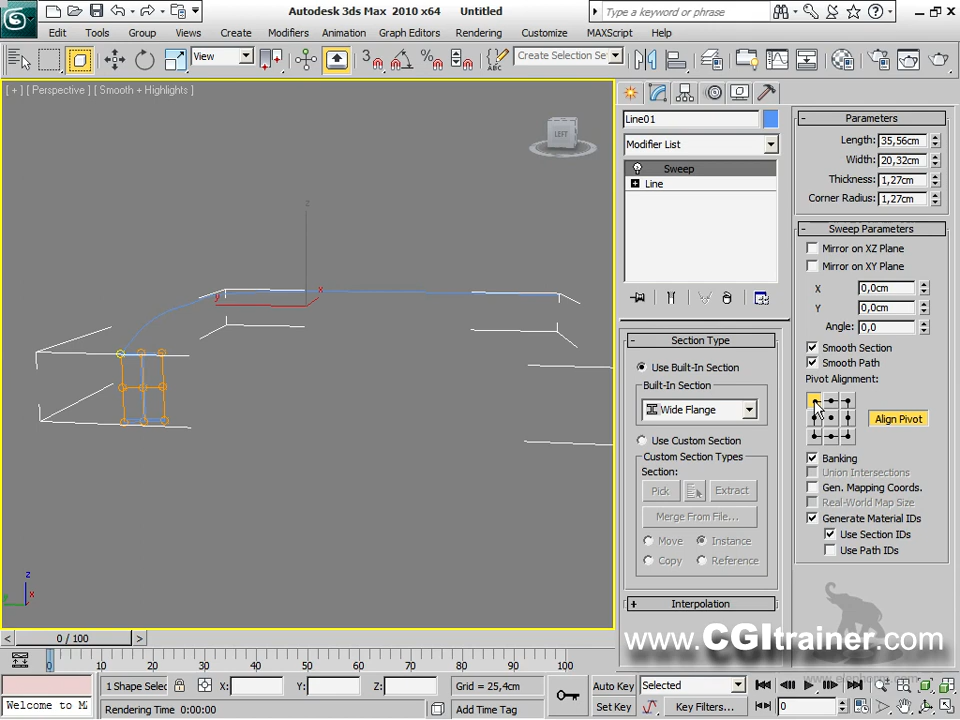 Autodesk 3ds Max 2010 x64 Untitled
Type a keyword or phrase
Edit Tools Group Views Create Modifiers Animation Graph Editors Rendering Customize MAXScript Help
View
3
Create Selection Se
[ + ] [ Perspective ] [ Smooth + Highlights ]
LEFT
z
x
y
z
x
Line01
Modifier List
Sweep
Line
Section Type
Use Built-In Section
Built-In Section
Wide Flange
Use Custom Section
Custom Section Types
Section:
Pick
Extract
Merge From File...
Move
Instance
Copy
Reference
Interpolation
Parameters
Length: 35,56cm
Width: 20,32cm
Thickness: 1,27cm
Corner Radius: 1,27cm
Sweep Parameters
Mirror on XZ Plane
Mirror on XY Plane
X 0,0cm
Y 0,0cm
Angle: 0,0
Smooth Section
Smooth Path
Pivot Alignment:
Align Pivot
Banking
Union Intersections
Gen. Mapping Coords.
Real-World Map Size
Generate Material IDs
Use Section IDs
Use Path IDs
www.CGItrainer.com
0 / 100
0 10 20 30 40 50 60 70 80 90 100
1 Shape Selec
X:
Y:
Z:
Grid = 25,4cm
Auto Key
Selected
Welcome to M
Rendering Time 0:00:00
Add Time Tag
Set Key
Key Filters...
0